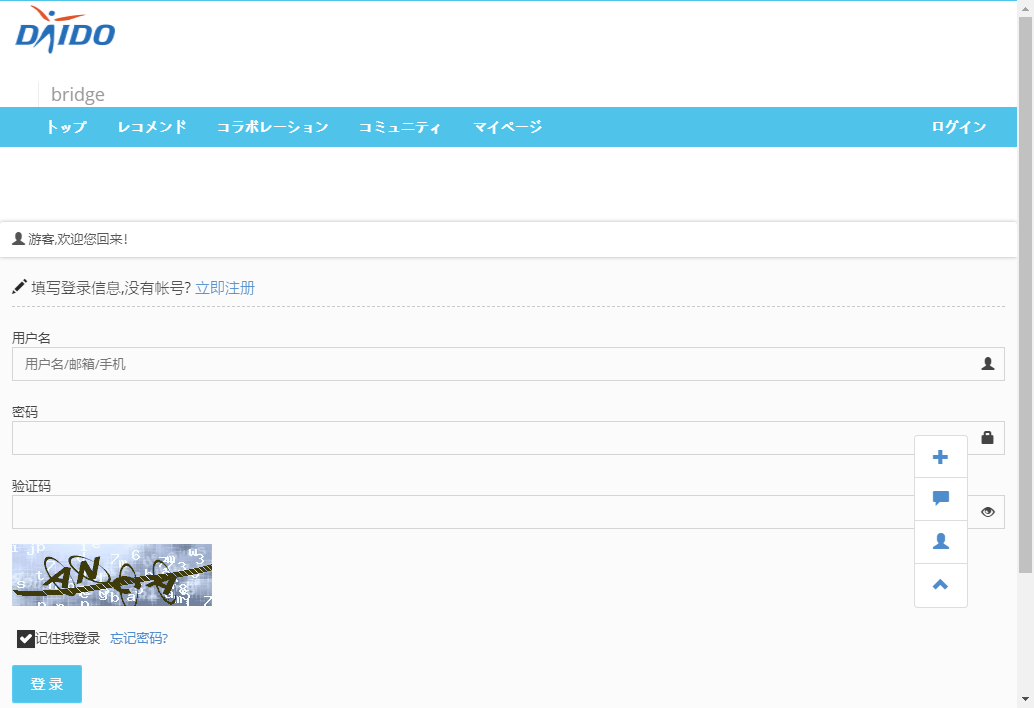 DAIDO
bridge
トップ レコメンド コラボレーション コミュニティ マイページ ログイン
游客,欢迎您回来!
填写登录信息,没有帐号? 立即注册
用户名
用户名/邮箱/手机
密码
验证码
记住我登录 忘记密码?
登 录